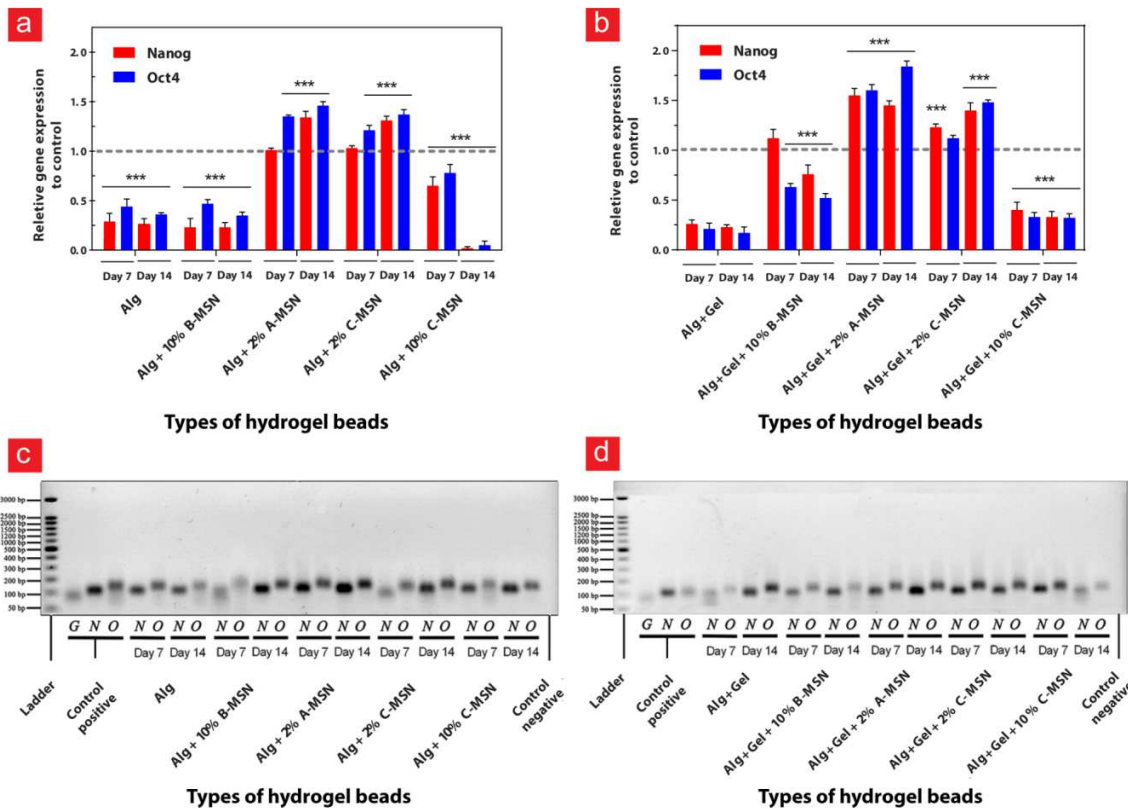 a
Reletive gene expression
to control
2.0
1.5
1.0
0.5
0.0
Nanog
Oct4
***
***
***
***
***
Day 7 Day 14
Day 7 Day 14
Day 7 Day 14
Day 7 Day 14
Day 7 Day 14
Alg
Alg + 10% B-MSN
Alg + 2% A-MSN
Alg + 2% C-MSN
Alg + 10% C-MSN
Types of hydrogel beads
b
Reletive gene expression
to control
2.0
1.5
1.0
0.5
0.0
Nanog
Oct4
***
***
***
***
***
Day 7 Day 14
Day 7 Day 14
Day 7 Day 14
Day 7 Day 14
Day 7 Day 14
Alg+Gel
Alg+Gel + 10% B-MSN
Alg+Gel + 2% A-MSN
Alg+Gel + 2% C-MSN
Alg+Gel + 10% C-MSN
Types of hydrogel beads
c
3000 bp
2500 bp
2000 bp
1500 bp
1200 bp
1000 bp
900 bp
500 bp
400 bp
300 bp
200 bp
100 bp
50 bp
G N O N O N O N O N O N O N O N O N O N O N O
Day 7 Day 14 Day 7 Day 14 Day 7 Day 14 Day 7 Day 14 Day 7 Day 14
Ladder
Control
positive
Alg
Alg + 10% B-MSN
Alg + 2% A-MSN
Alg + 2% C-MSN
Alg + 10% C-MSN
Control
negative
Types of hydrogel beads
d
3000 bp
2500 bp
2000 bp
1500 bp
1200 bp
1000 bp
900 bp
500 bp
400 bp
300 bp
200 bp
100 bp
50 bp
G N O N O N O N O N O N O N O N O N O N O N O
Day 7 Day 14 Day 7 Day 14 Day 7 Day 14 Day 7 Day 14 Day 7 Day 14
Ladder
Control
positive
Alg+Gel
Alg+Gel + 10% B-MSN
Alg+Gel + 2% A-MSN
Alg+Gel + 2% C-MSN
Alg+Gel + 10% C-MSN
Control
negative
Types of hydrogel beads